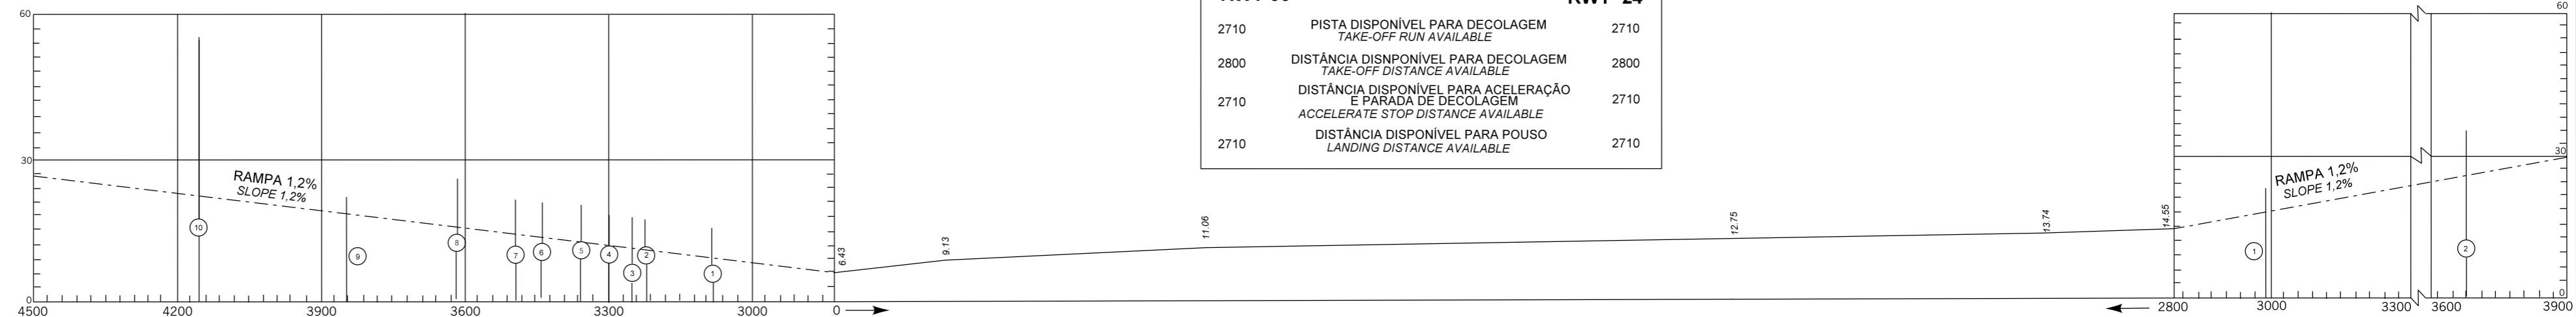 RWY 24
2710 PISTA DISPONÍVEL PARA DECOLAGEM 2710
TAKE-OFF RUN AVAILABLE
2800 DISTÂNCIA DISNPONÍVEL PARA DECOLAGEM 2800
TAKE-OFF DISTANCE AVAILABLE
DISTÂNCIA DISPONÍVEL PARA ACELERAÇÃO
2710 E PARADA DE DECOLAGEM 2710
ACCELERATE STOP DISTANCE AVAILABLE
2710 DISTÂNCIA DISPONÍVEL PARA POUSO 2710
LANDING DISTANCE AVAILABLE
60
30
0
RAMPA 1,2%
SLOPE 1,2%
10
9
8
7
6
5
4
3
2
1
4500 4200 3900 3600 3300 3000 0
6.43
9.13
11.06
12.75
13.74
14.55
60
30
0
RAMPA 1,2%
SLOPE 1,2%
1
2
2800 3000 3300 3600 3900